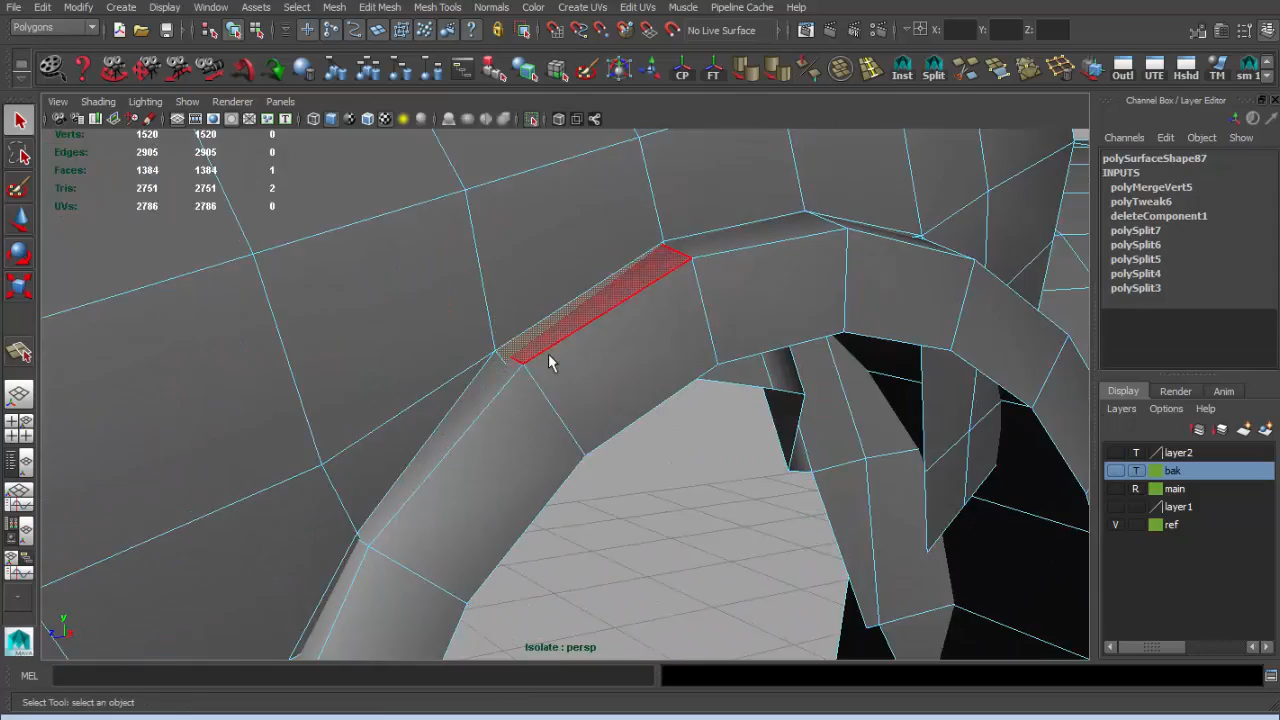 File Edit Modify Create Display Window Assets Select Mesh Edit Mesh Mesh Tools Normals Color Create UVs Edit UVs Muscle Pipeline Cache Help
Polygons No Live Surface X: Y: Z:
CP FT Inst Split Outl UTE Hshd TM sm 1
View Shading Lighting Show Renderer Panels
Verts: 1520 1520 0
Edges: 2905 2905 0
Faces: 1384 1384 1
Tris: 2751 2751 2
UVs: 2786 2786 0
Isolate : persp
y
z
Channel Box / Layer Editor
Channels Edit Object Show
polySurfaceShape87
INPUTS
polyMergeVert5
polyTweak6
deleteComponent1
polySplit7
polySplit6
polySplit5
polySplit4
polySplit3
Display Render Anim
Layers Options Help
T layer2
T bak
R main
layer1
V ref
MAYA
MEL
Select Tool: select an object